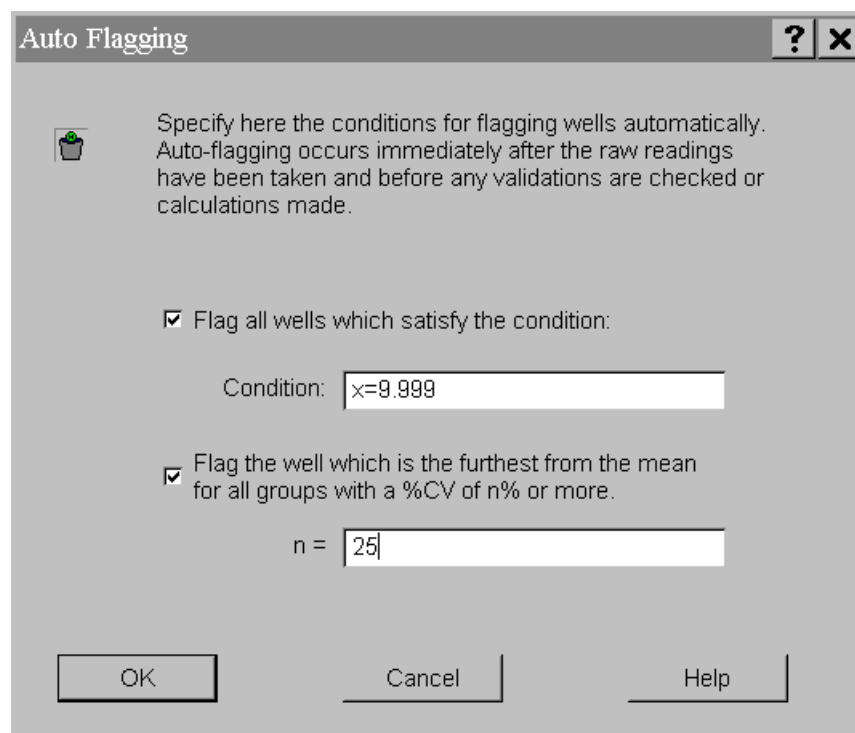 Auto Flagging
Specify here the conditions for flagging wells automatically.
Auto-flagging occurs immediately after the raw readings
have been taken and before any validations are checked or
calculations made.
Flag all wells which satisfy the condition:
Condition: x=9.999
Flag the well which is the furthest from the mean
for all groups with a %CV of n% or more.
n = 25
OK Cancel Help